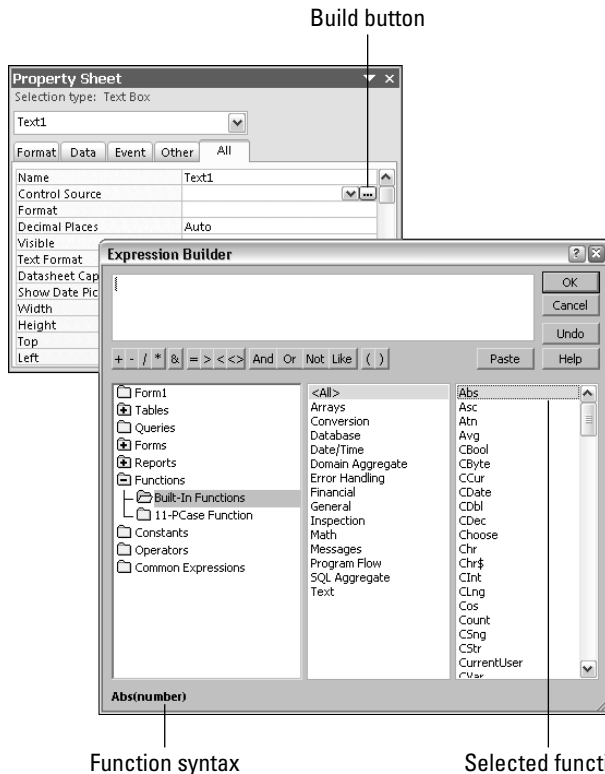 Build button
Property Sheet
Selection type: Text Box
Text1
Format Data Event Other All
Name Text1
Control Source
Format
Decimal Places Auto
Visible
Text Format
Datasheet Cap
Show Date Pic
Width
Height
Top
Left
Expression Builder
OK
Cancel
Undo
+ - / * & = > < <> And Or Not Like ( ) Paste Help
Form1
Tables
Queries
Forms
Reports
Functions
Built-In Functions
11-PCase Function
Constants
Operators
Common Expressions
<All>
Arrays
Conversion
Database
Date/Time
Domain Aggregate
Error Handling
Financial
General
Inspection
Math
Messages
Program Flow
SQL Aggregate
Text
Abs
Asc
Atn
Avg
CBool
CByte
CCur
CDate
CDbl
CDec
Choose
Chr
Chr$
CInt
CLng
Cos
Count
CSng
CStr
CurrentUser
CVar
Abs(number)
Function syntax
Selected functi